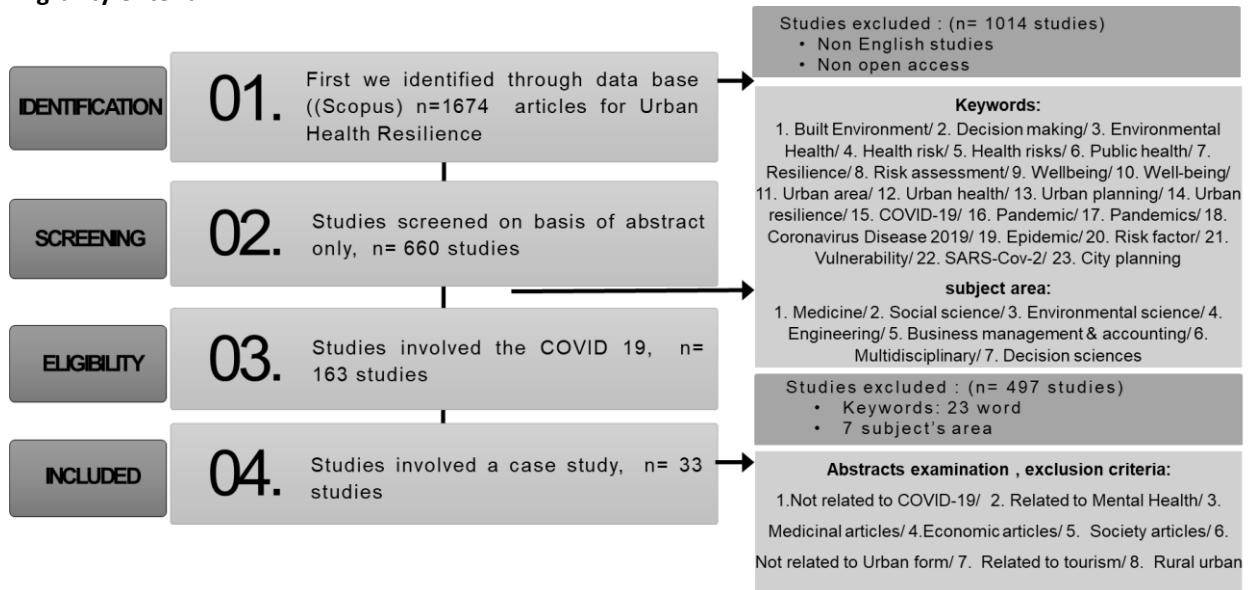 IDENTIFICATION
01.
First we identified through data base
((Scopus) n=1674 articles for Urban
Health Resilience
SCREENING
02.
Studies screened on basis of abstract
only, n= 660 studies
ELIGIBILITY
03.
Studies involved the COVID 19, n=
163 studies
INCLUDED
04.
Studies involved a case study, n= 33
studies
Studies excluded : (n= 1014 studies)
• Non English studies
• Non open access
Keywords:
1. Built Environment/ 2. Decision making/ 3. Environmental
Health/ 4. Health risk/ 5. Health risks/ 6. Public health/ 7.
Resilience/ 8. Risk assessment/ 9. Wellbeing/ 10. Well-being/
11. Urban area/ 12. Urban health/ 13. Urban planning/ 14. Urban
resilience/ 15. COVID-19/ 16. Pandemic/ 17. Pandemics/ 18.
Coronavirus Disease 2019/ 19. Epidemic/ 20. Risk factor/ 21.
Vulnerability/ 22. SARS-Cov-2/ 23. City planning
subject area:
1. Medicine/ 2. Social science/ 3. Environmental science/ 4.
Engineering/ 5. Business management & accounting/ 6.
Multidisciplinary/ 7. Decision sciences
Studies excluded : (n= 497 studies)
• Keywords: 23 word
• 7 subject's area
Abstracts examination , exclusion criteria:
1.Not related to COVID-19/ 2. Related to Mental Health/ 3.
Medicinal articles/ 4.Economic articles/ 5. Society articles/ 6.
Not related to Urban form/ 7. Related to tourism/ 8. Rural urban